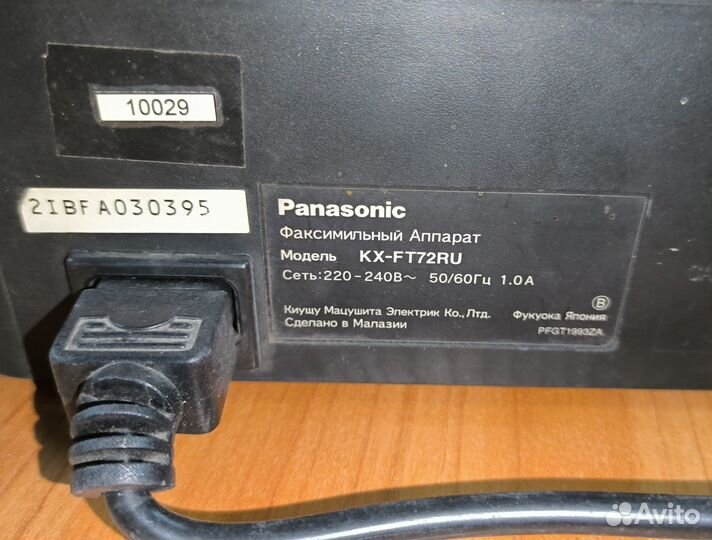 10029
2IBFA030395
Panasonic
Факсимильный Аппарат
Модель KX-FT72RU
Сеть:220-240В~ 50/60Гц 1.0А
Киущу Мацушита Электрик Ко., Лтд.
Сделано в Малазии
B
Фукуока Япония
PFGT1993ZA
Avito